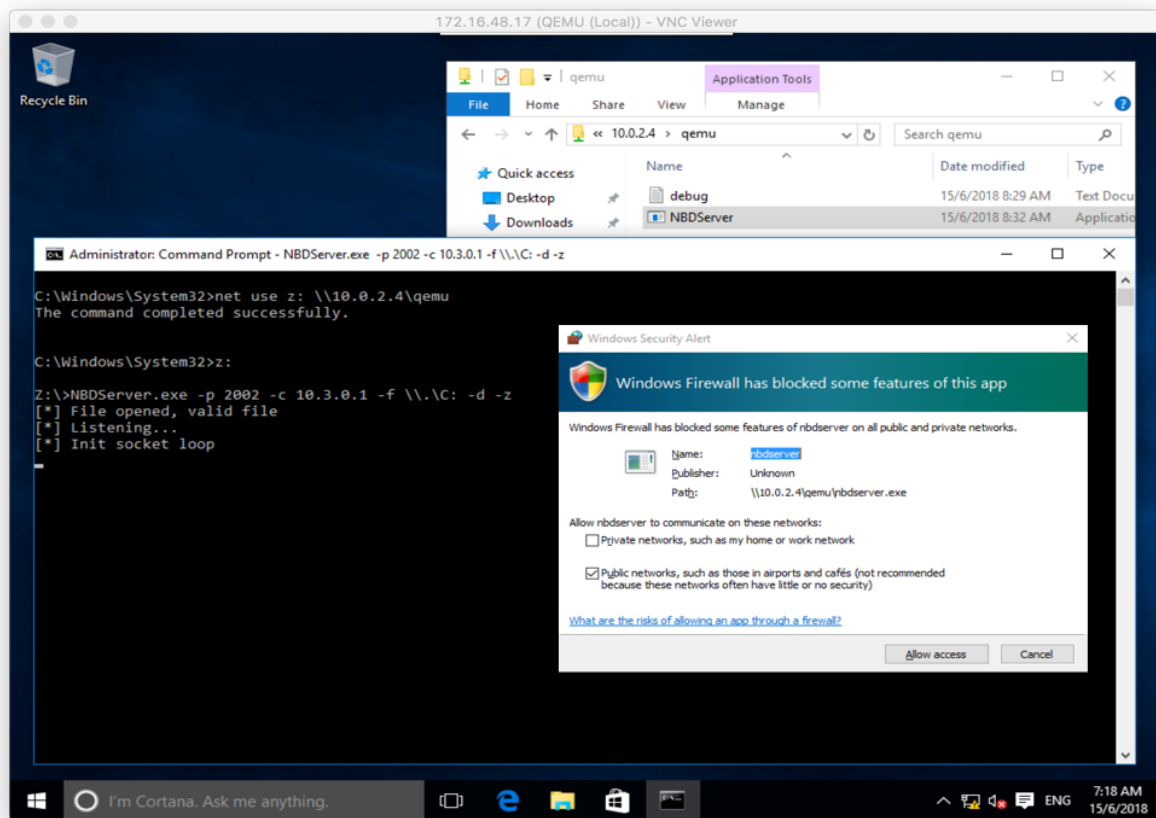 172.16.48.17 (QEMU (Local)) - VNC Viewer
Recycle Bin
qemu
Application Tools
File Home Share View Manage
« 10.0.2.4 › qemu
Search qemu
Quick access
Desktop
Downloads
Name Date modified Type
debug 15/6/2018 8:29 AM Text Docu
NBDServer 15/6/2018 8:32 AM Applicatio
Administrator: Command Prompt - NBDServer.exe -p 2002 -c 10.3.0.1 -f \\.\C: -d -z
C:\Windows\System32>net use z: \\10.0.2.4\qemu
The command completed successfully.
C:\Windows\System32>z:
Z:\>NBDServer.exe -p 2002 -c 10.3.0.1 -f \\.\C: -d -z
[*] File opened, valid file
[*] Listening...
[*] Init socket loop
Windows Security Alert
Windows Firewall has blocked some features of this app
Windows Firewall has blocked some features of nbdserver on all public and private networks.
Name: nbdserver
Publisher: Unknown
Path: \\10.0.2.4\qemu\nbdserver.exe
Allow nbdserver to communicate on these networks:
Private networks, such as my home or work network
Public networks, such as those in airports and cafés (not recommended
because these networks often have little or no security)
What are the risks of allowing an app through a firewall?
Allow access Cancel
I'm Cortana. Ask me anything.
ENG
7:18 AM
15/6/2018